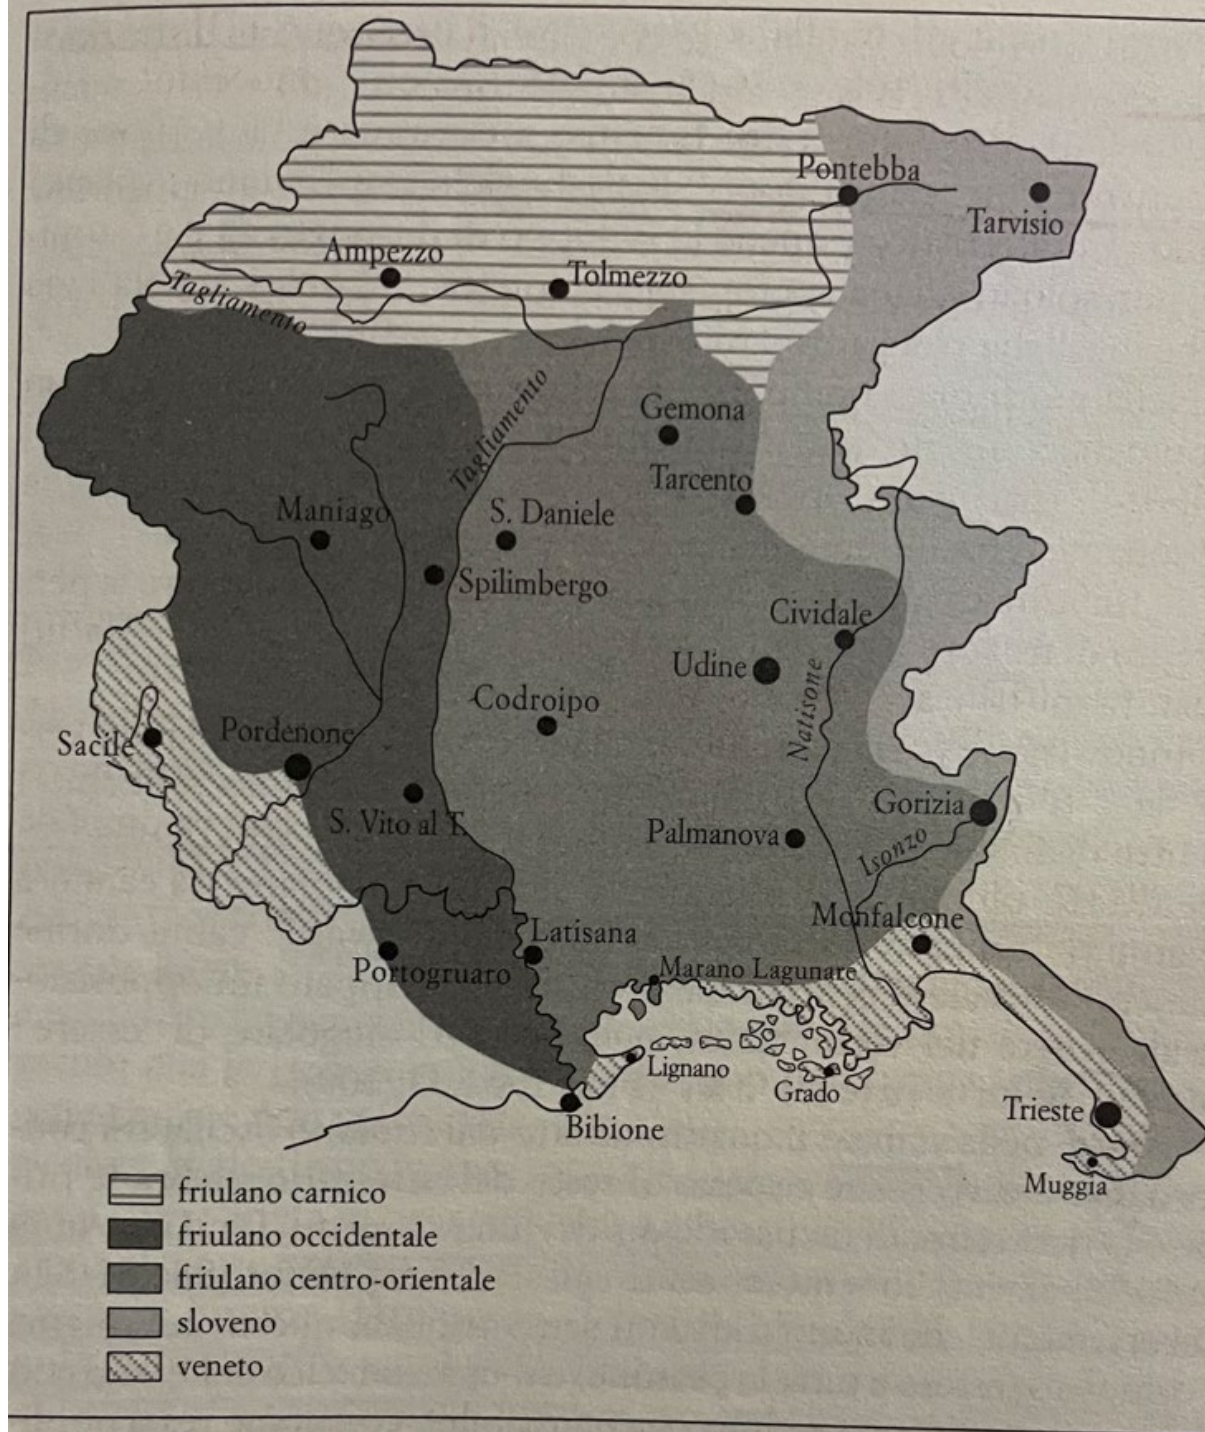 Pontebba
Tarvisio
Ampezzo
Tolmezzo
Tagliamento
Tagliamento
Gemona
Tarcento
Maniago
S. Daniele
Spilimbergo
Cividale
Udine
Natisone
Codroipo
Sacile
Pordenone
S. Vito al T.
Gorizia
Palmanova
Isonzo
Monfalcone
Latisana
Portogruaro
Marano Lagunare
Lignano
Grado
Trieste
Bibione
Muggia
friulano carnico
friulano occidentale
friulano centro-orientale
sloveno
veneto